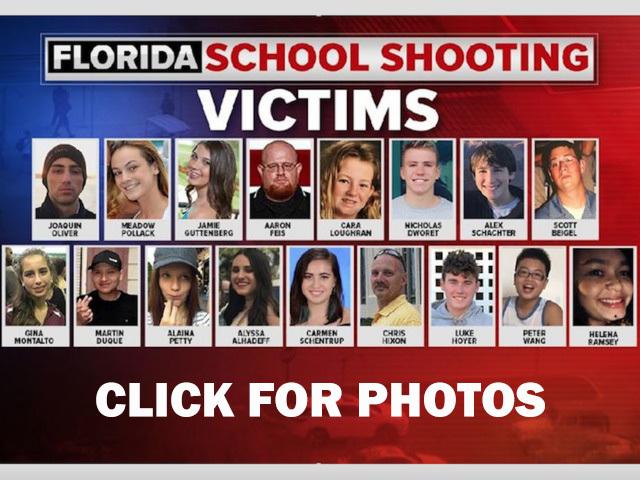 FLORIDA SCHOOL SHOOTING
VICTIMS
JOAQUIN OLIVER
MEADOW POLLACK
JAMIE GUTTENBERG
AARON FEIS
CARA LOUGHRAN
NICHOLAS DWORET
ALEX SCHACHTER
SCOTT BEIGEL
GINA MONTALTO
MARTIN DUQUE
ALAINA PETTY
ALYSSA ALHADEFF
CARMEN SCHENTRUP
CHRIS HIXON
LUKE HOYER
PETER WANG
HELENA RAMSEY
CLICK FOR PHOTOS